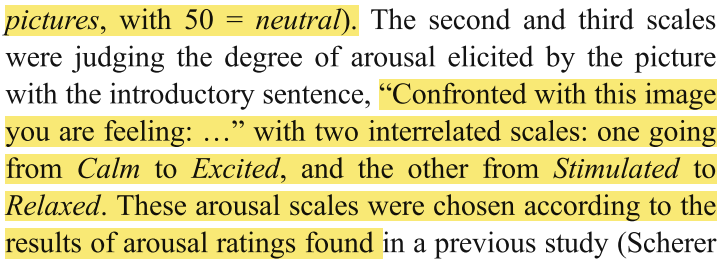 pictures, with 50 = neutral). The second and third scales
were judging the degree of arousal elicited by the picture
with the introductory sentence, “Confronted with this image
you are feeling: …” with two interrelated scales: one going
from Calm to Excited, and the other from Stimulated to
Relaxed. These arousal scales were chosen according to the
results of arousal ratings found in a previous study (Scherer